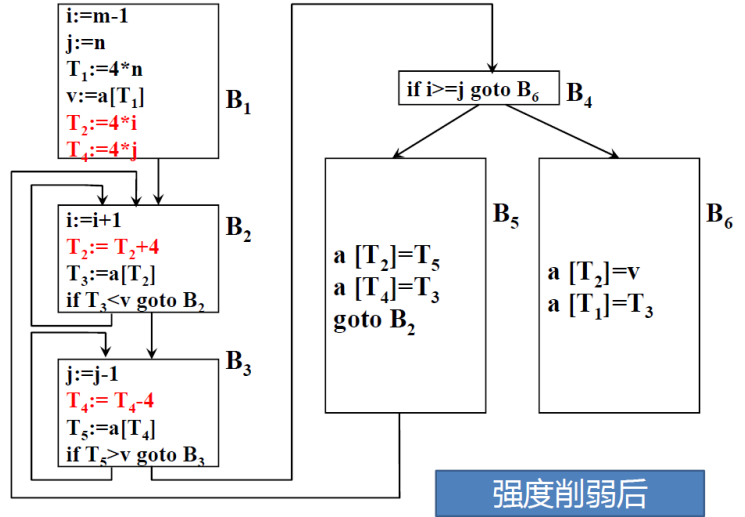 i:=m-1
j:=n
T₁:=4*n
v:=a[T₁]
T₂:=4*i
T₄:=4*j
B₁
i:=i+1
T₂:= T₂+4
T₃:=a[T₂]
if T₃<v goto B₂
B₂
j:=j-1
T₄:= T₄-4
T₅:=a[T₄]
if T₅>v goto B₃
B₃
if i>=j goto B₆
B₄
a [T₂]=T₅
a [T₄]=T₃
goto B₂
B₅
a [T₂]=v
a [T₁]=T₃
B₆
强度削弱后